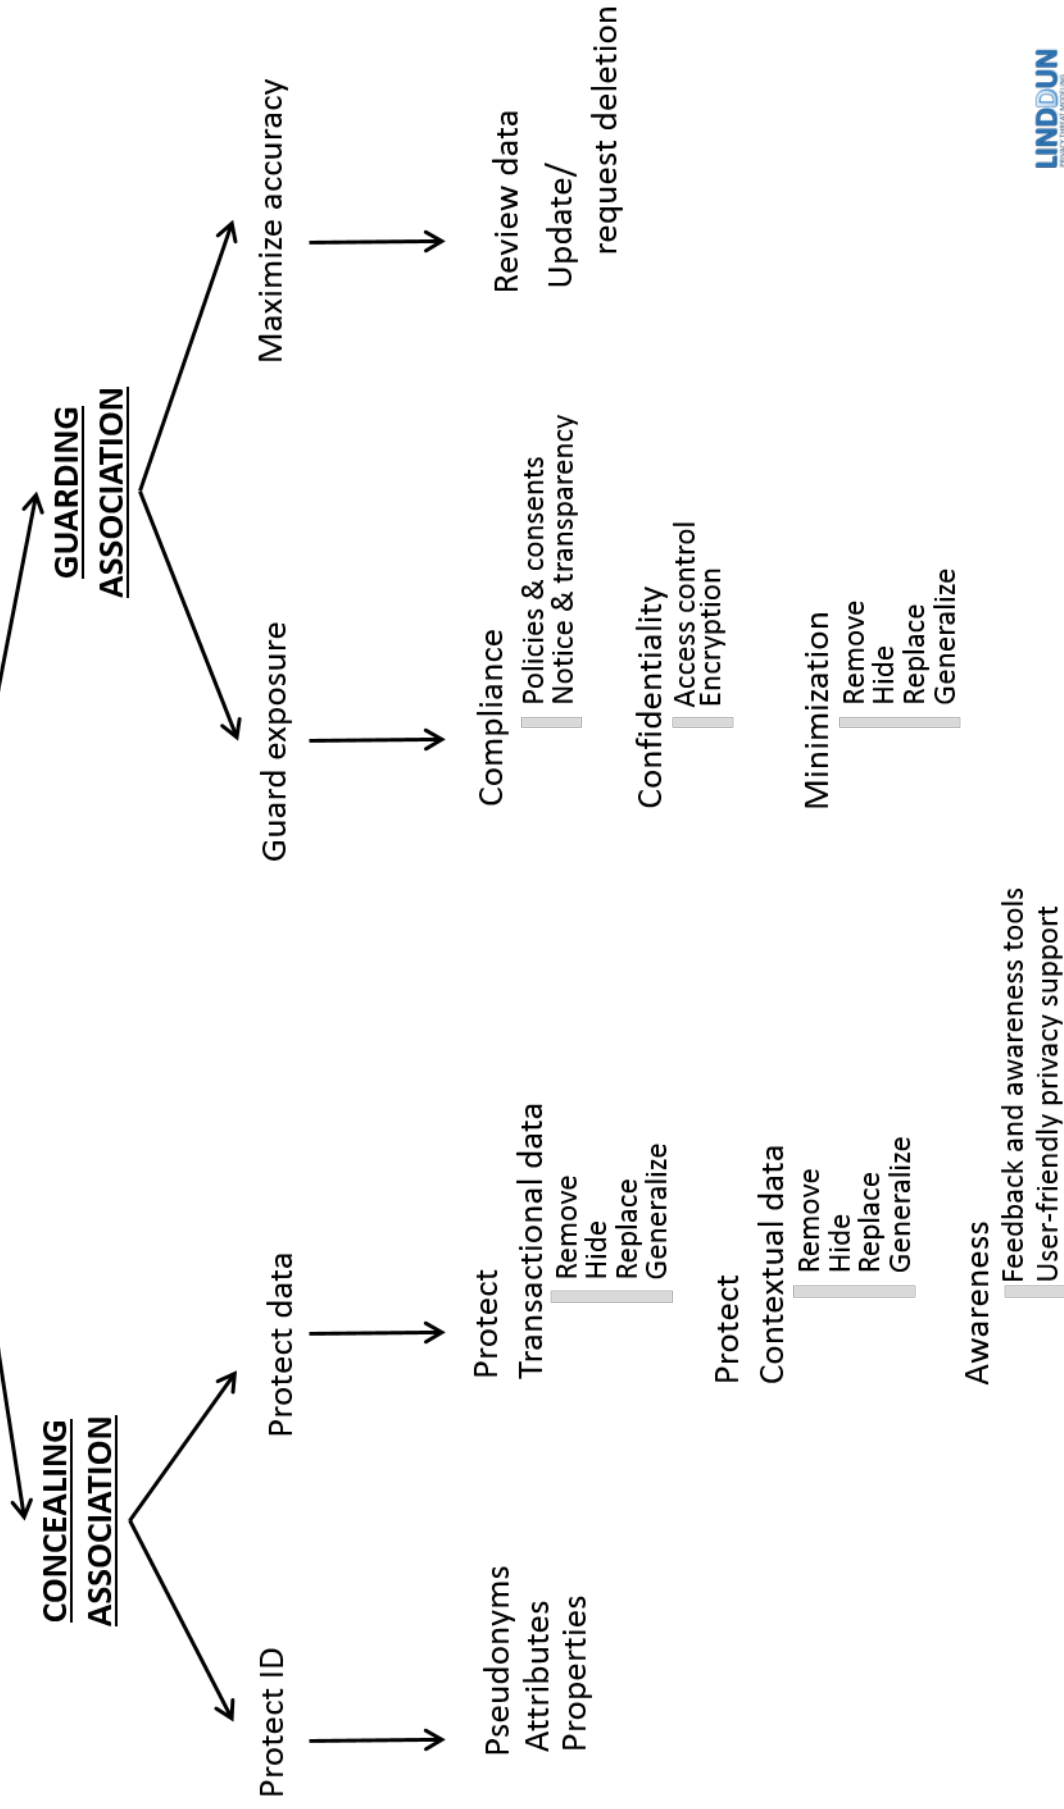 CONCEALING
ASSOCIATION
GUARDING
ASSOCIATION
Protect ID
Protect data
Guard exposure
Maximize accuracy
Pseudonyms
Attributes
Properties
Protect
Transactional data
Remove
Hide
Replace
Generalize
Protect
Contextual data
Remove
Hide
Replace
Generalize
Awareness
Feedback and awareness tools
User-friendly privacy support
Compliance
Policies & consents
Notice & transparency
Confidentiality
Access control
Encryption
Minimization
Remove
Hide
Replace
Generalize
Review data
Update/
request deletion
LINDDUN
PRIVACY THREAT MODELING